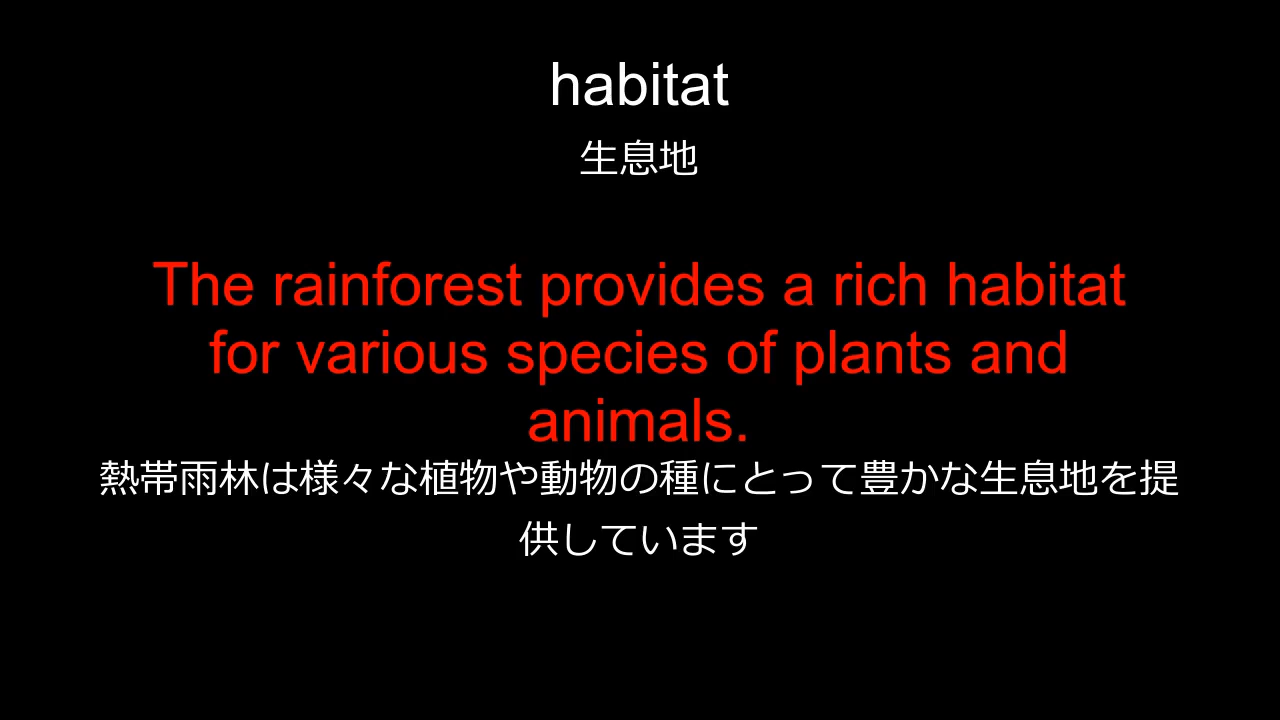 habitat
生息地
The rainforest provides a rich habitat
for various species of plants and
animals.
熱帯雨林は様々な植物や動物の種にとって豊かな生息地を提
供しています